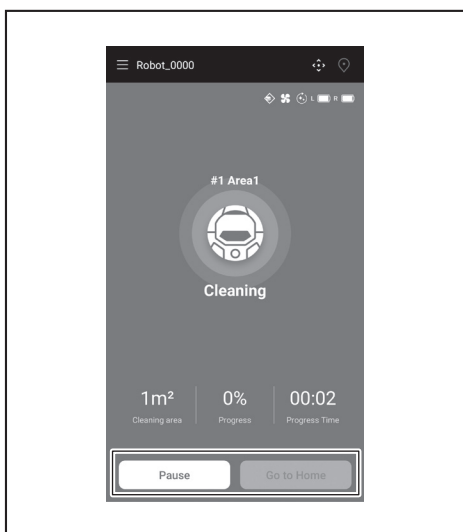 Robot_0000
L R
#1 Area1
Cleaning
1m² 0% 00:02
Cleaning area Progress Progress Time
Pause Go to Home